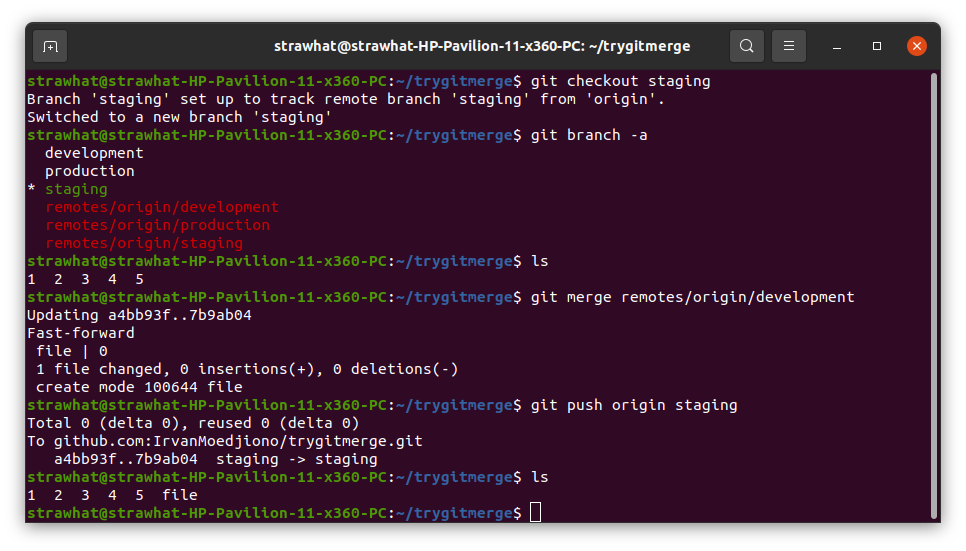 strawhat@strawhat-HP-Pavilion-11-x360-PC: ~/trygitmerge
strawhat@strawhat-HP-Pavilion-11-x360-PC:~/trygitmerge$ git checkout staging
Branch 'staging' set up to track remote branch 'staging' from 'origin'.
Switched to a new branch 'staging'
strawhat@strawhat-HP-Pavilion-11-x360-PC:~/trygitmerge$ git branch -a
  development
  production
* staging
  remotes/origin/development
  remotes/origin/production
  remotes/origin/staging
strawhat@strawhat-HP-Pavilion-11-x360-PC:~/trygitmerge$ ls
1  2  3  4  5
strawhat@strawhat-HP-Pavilion-11-x360-PC:~/trygitmerge$ git merge remotes/origin/development
Updating a4bb93f..7b9ab04
Fast-forward
 file | 0
 1 file changed, 0 insertions(+), 0 deletions(-)
 create mode 100644 file
strawhat@strawhat-HP-Pavilion-11-x360-PC:~/trygitmerge$ git push origin staging
Total 0 (delta 0), reused 0 (delta 0)
To github.com:IrvanMoedjiono/trygitmerge.git
   a4bb93f..7b9ab04  staging -> staging
strawhat@strawhat-HP-Pavilion-11-x360-PC:~/trygitmerge$ ls
1  2  3  4  5  file
strawhat@strawhat-HP-Pavilion-11-x360-PC:~/trygitmerge$